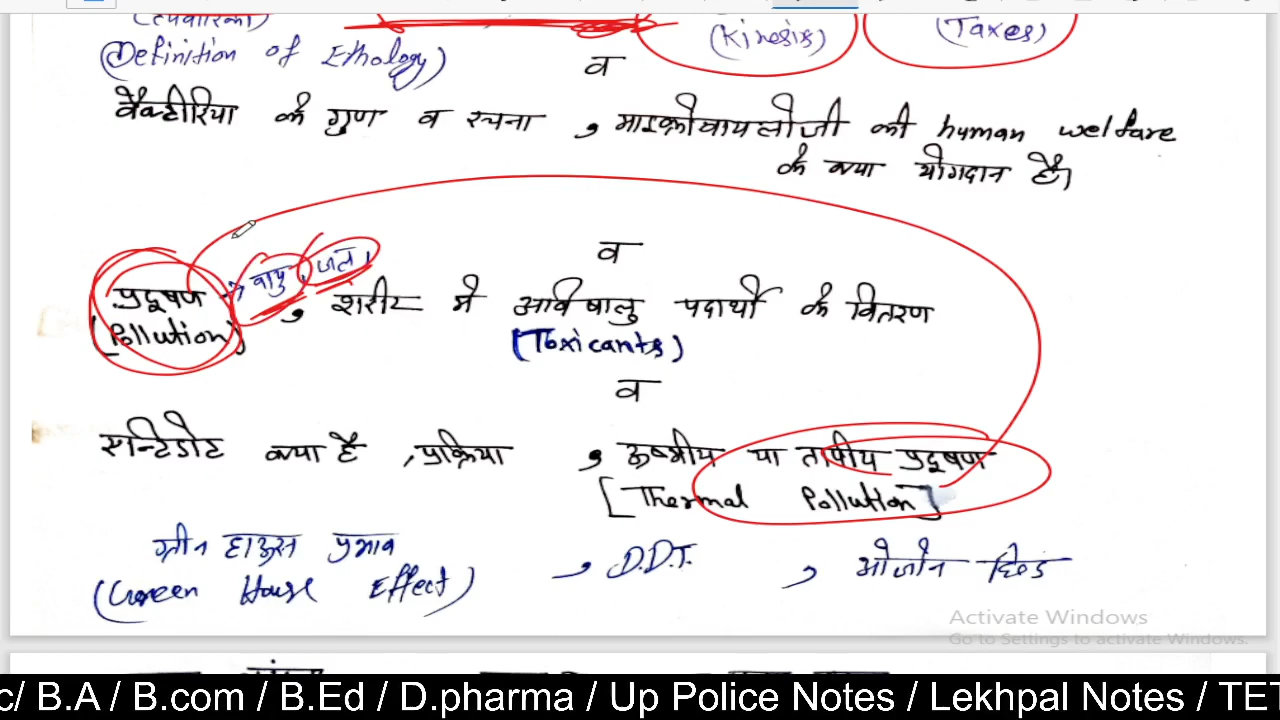 (Kinesis) (Taxes)
(Definition of Ethology)
व
बैक्टीरिया के गुण व रचना , माइक्रोबायलोजी की human welfare
के क्या योगदान है।
व
प्रदूषण → वायु , जल , शरीर में आविषालु पदार्थो के वितरण
[Pollution] (Toxicants)
व
एन्टिडोट क्या है , प्रक्रिया , ऊष्मीय या तापीय प्रदूषण
[Thermal Pollution]
ग्रीन हाऊस प्रभाव , D.D.T. , ओजोन छिद्र
(Green House Effect)
Activate Windows
Go to Settings to activate Windows.
c/ B.A / B.com / B.Ed / D.pharma / Up Police Notes / Lekhpal Notes / TET